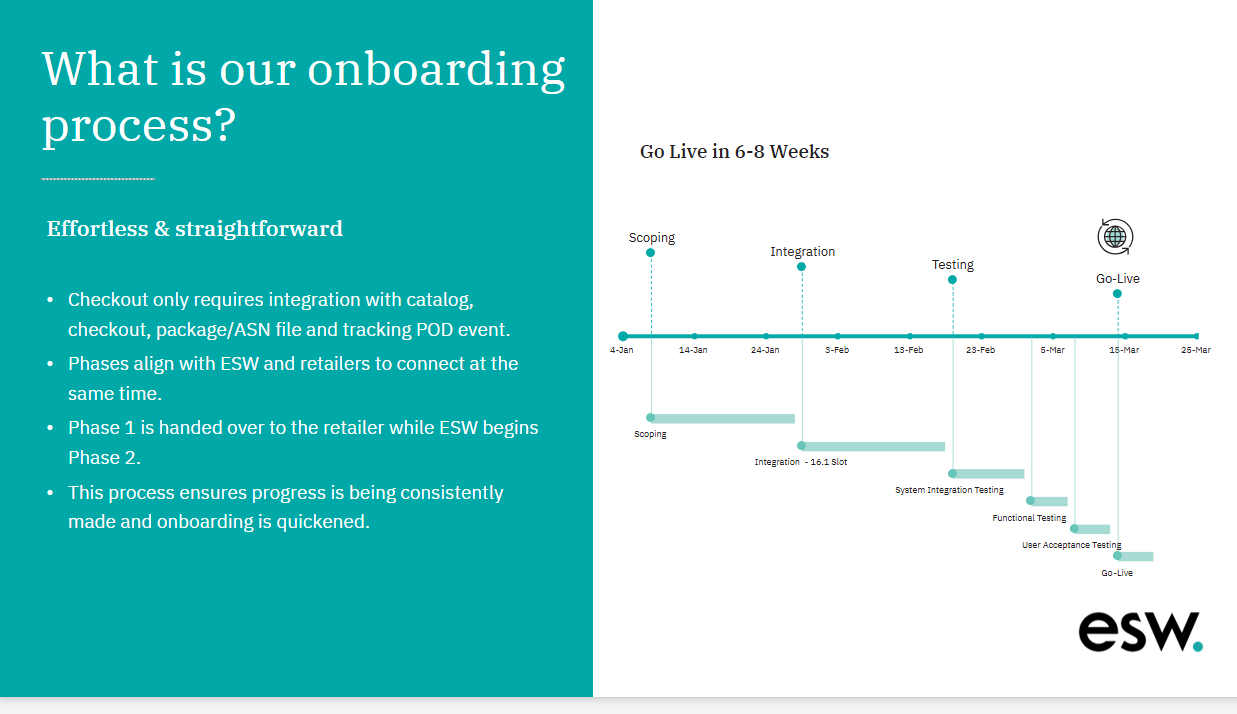 What is our onboarding
process?
Effortless & straightforward
• Checkout only requires integration with catalog,
checkout, package/ASN file and tracking POD event.
• Phases align with ESW and retailers to connect at the
same time.
• Phase 1 is handed over to the retailer while ESW begins
Phase 2.
• This process ensures progress is being consistently
made and onboarding is quickened.
Go Live in 6-8 Weeks
Scoping
Integration
Testing
Go-Live
4-Jan 14-Jan 24-Jan 3-Feb 13-Feb 23-Feb 5-Mar 15-Mar 25-Mar
Scoping
Integration - 16.1 Slot
System Integration Testing
Functional Testing
User Acceptance Testing
Go-Live
esw.